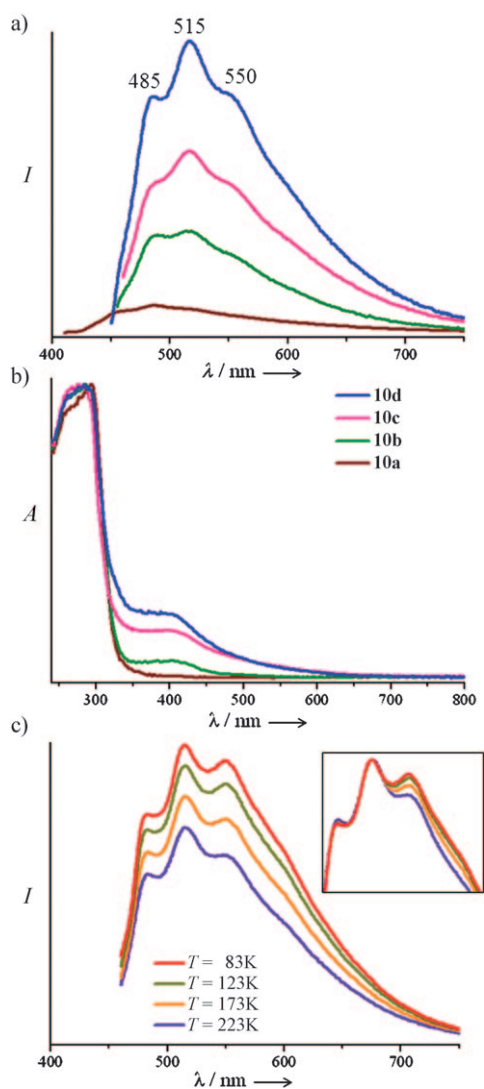 a)
515
485
550
I
400 500 600 700
λ / nm →
b)
10d
10c
10b
10a
A
300 400 500 600 700 800
λ / nm →
c)
I
T = 83K
T = 123K
T = 173K
T = 223K
400 500 600 700
λ / nm →